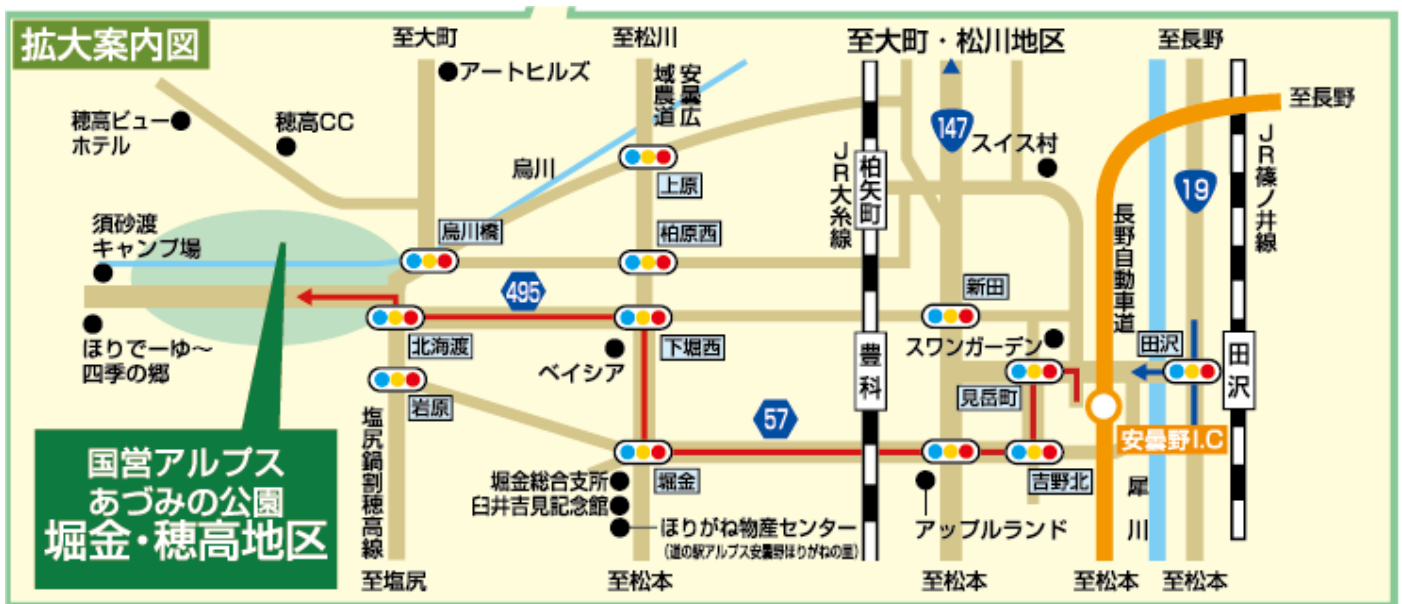 拡大案内図
至大町
至松川
至大町・松川地区
至長野
アートヒルズ
安曇広
域農道
至長野
穂高ビュー
ホテル
穂高CC
烏川
上原
JR大糸線
柏矢町
147
スイス村
19
JR篠ノ井線
須砂渡
キャンプ場
烏川橋
柏原西
長野自動車道
495
新田
北海渡
下堀西
スワンガーデン
田沢
田沢
ほりでーゆ~
四季の郷
ベイシア
豊科
見岳町
岩原
57
安曇野I.C
塩尻鍋割穂高線
国営アルプス
あづみの公園
堀金・穂高地区
堀金総合支所
堀金
吉野北
犀川
臼井吉見記念館
ほりがね物産センター
(道の駅アルプス安曇野ほりがねの里)
アップルランド
至塩尻
至松本
至松本
至松本
至松本